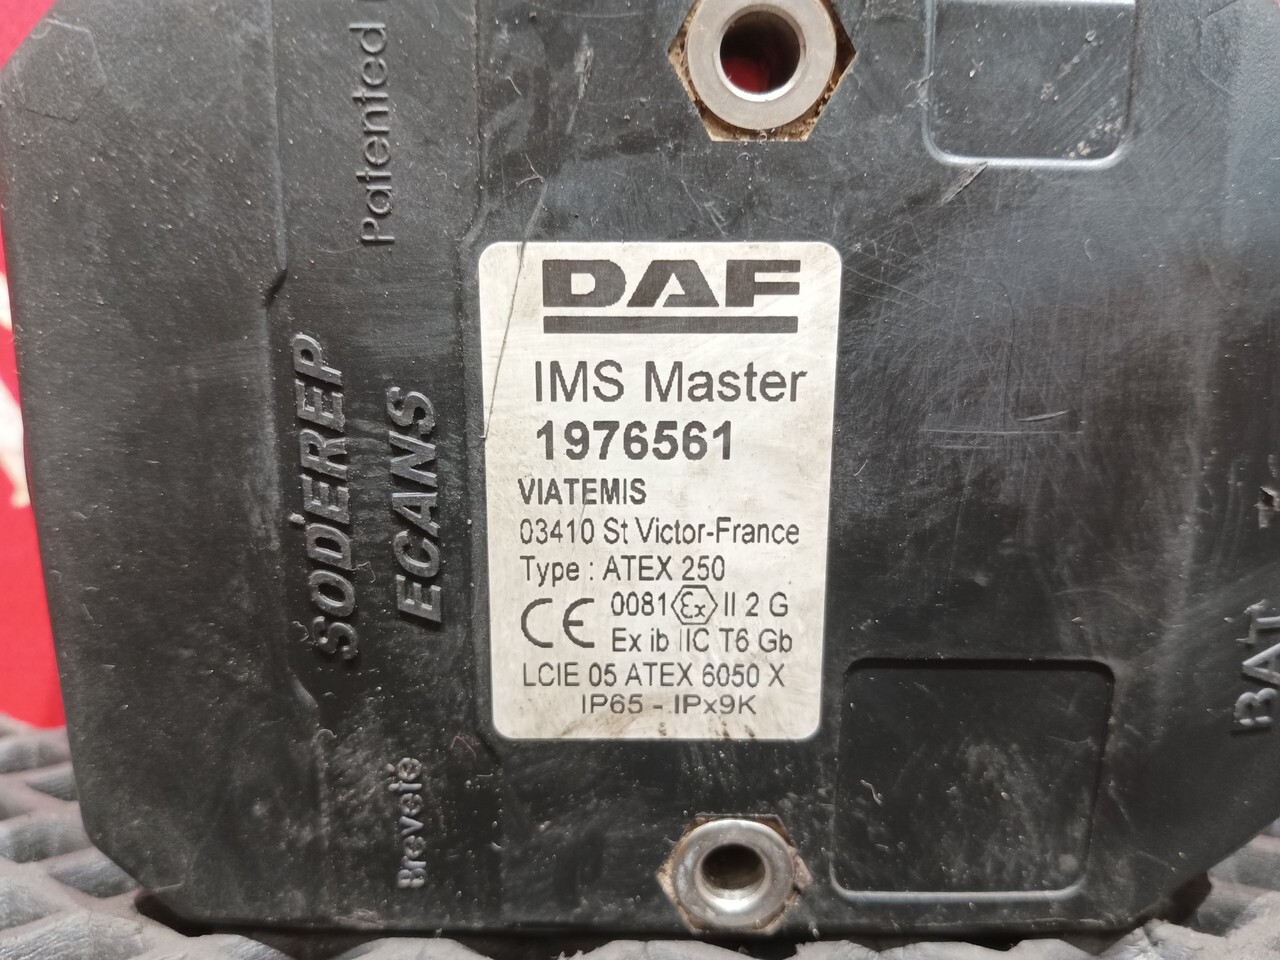 Patented
SODEREP
ECANS
Breveté
DAF
IMS Master
1976561
VIATEMIS
03410 St Victor-France
Type : ATEX 250
CE 0081 Ex II 2 G
Ex ib IIC T6 Gb
LCIE 05 ATEX 6050 X
IP65 - IPx9K
BAT